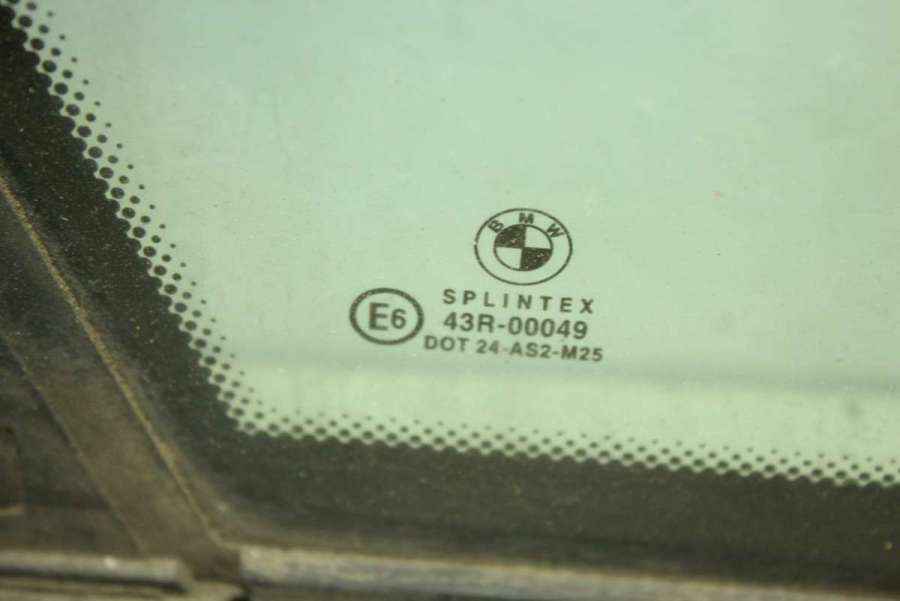 BMW
SPLINTEX
E6
43R-00049
DOT 24-AS2-M25